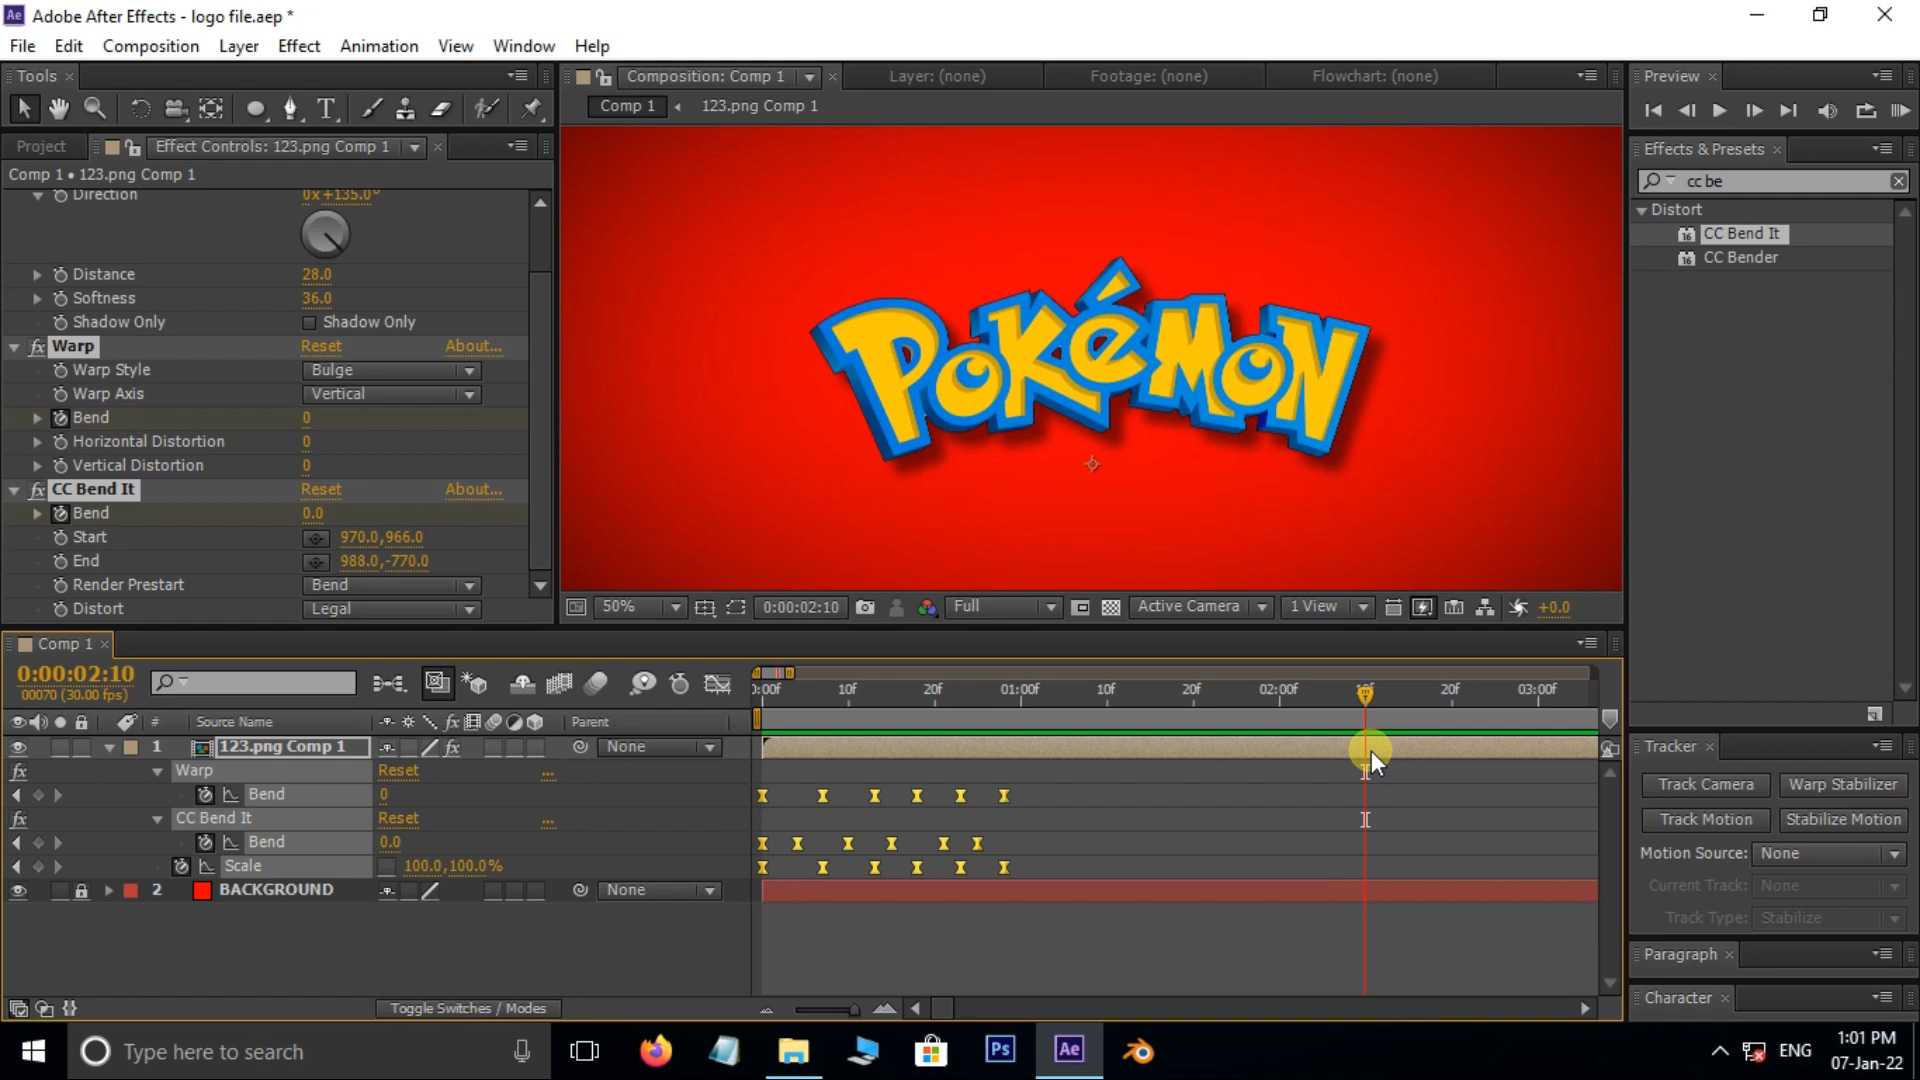 Adobe After Effects - logo file.aep *
File Edit Composition Layer Effect Animation View Window Help
Tools
Composition: Comp 1
Layer: (none)
Footage: (none)
Flowchart: (none)
Preview
Comp 1
123.png Comp 1
Project
Effect Controls: 123.png Comp 1
Effects & Presets
Comp 1 • 123.png Comp 1
cc be
Direction 0x+135.0°
Distort
CC Bend It
CC Bender
Distance 28.0
Softness 36.0
Shadow Only Shadow Only
Warp Reset About...
Warp Style Bulge
Warp Axis Vertical
Bend 0
Horizontal Distortion 0
Vertical Distortion 0
CC Bend It Reset About...
Bend 0.0
Start 970.0,966.0
End 988.0,-770.0
Render Prestart Bend
Distort Legal
Pokémon
50% 0:00:02:10 Full Active Camera 1 View +0.0
Comp 1
0:00:02:10
00070 (30.00 fps)
0:00f 10f 20f 01:00f 10f 20f 02:00f 10f 20f 03:00f
# Source Name Parent
1 123.png Comp 1 None
Warp Reset ...
Bend 0
CC Bend It Reset ...
Bend 0.0
Scale 100.0,100.0%
2 BACKGROUND None
Toggle Switches / Modes
Tracker
Track Camera Warp Stabilizer
Track Motion Stabilize Motion
Motion Source: None
Current Track: None
Track Type: Stabilize
Paragraph
Character
Type here to search
Ps
Ae
ENG
1:01 PM
07-Jan-22